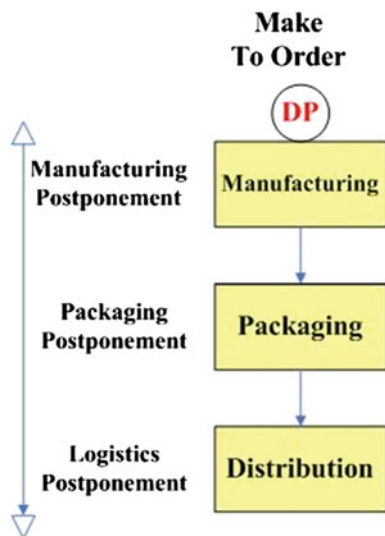 Make
To Order
DP
Manufacturing
Postponement
Manufacturing
Packaging
Postponement
Packaging
Logistics
Postponement
Distribution